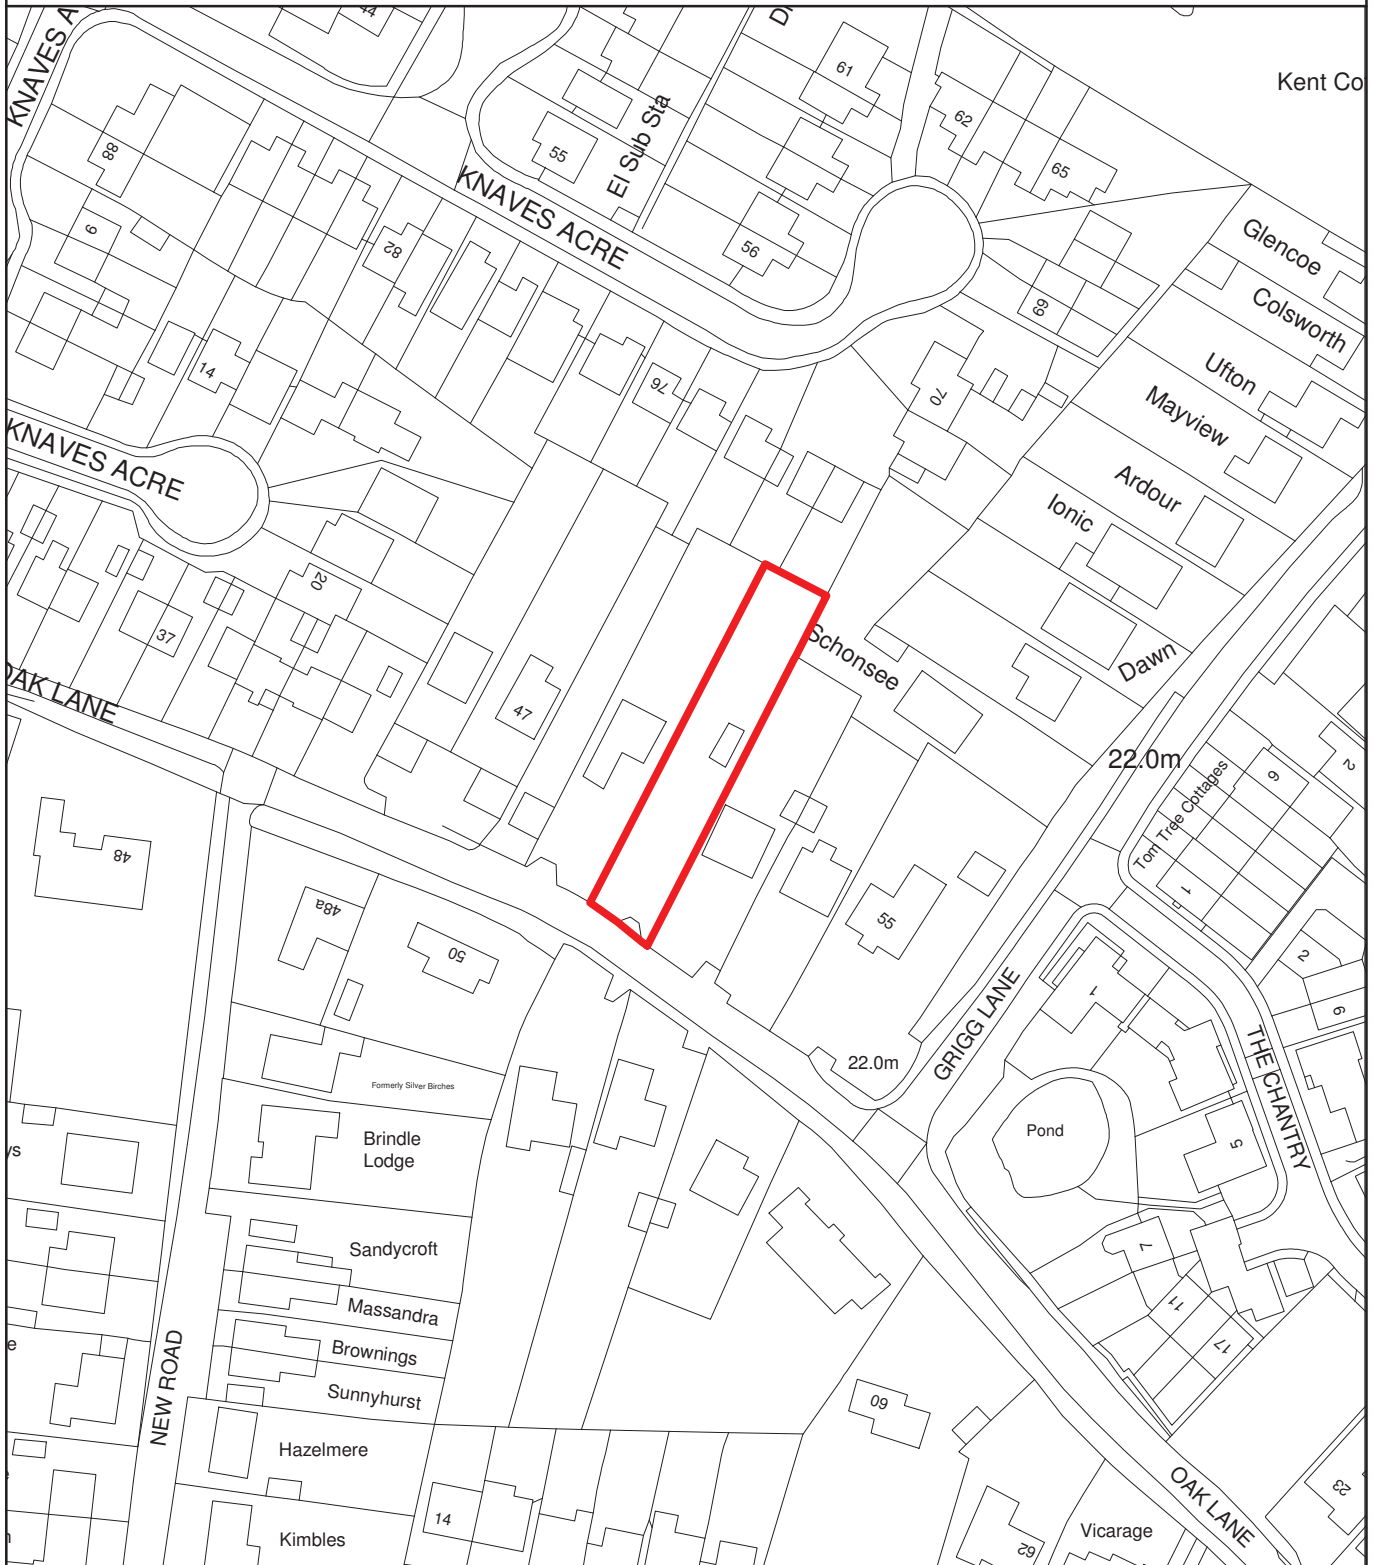 KNAVES A
44
D
61
Kent Co
62
65
88
55
El Sub Sta
KNAVES ACRE
9
82
56
Glencoe
Colsworth
69
Ufton
Mayview
14
76
70
KNAVES ACRE
Ardour
Ionic
20
37
Schonsee
Dawn
OAK LANE
47
22.0m
Tom Tree Cottages
6
2
1
48
48a
50
55
2
9
1
GRIGG LANE
THE CHANTRY
22.0m
Formerly Silver Birches
Brindle
Lodge
Pond
5
ys
Sandycroft
7
Massandra
11
17
Brownings
e
Sunnyhurst
NEW ROAD
60
Hazelmere
14
OAK LANE
23
Kimbles
62
Vicarage